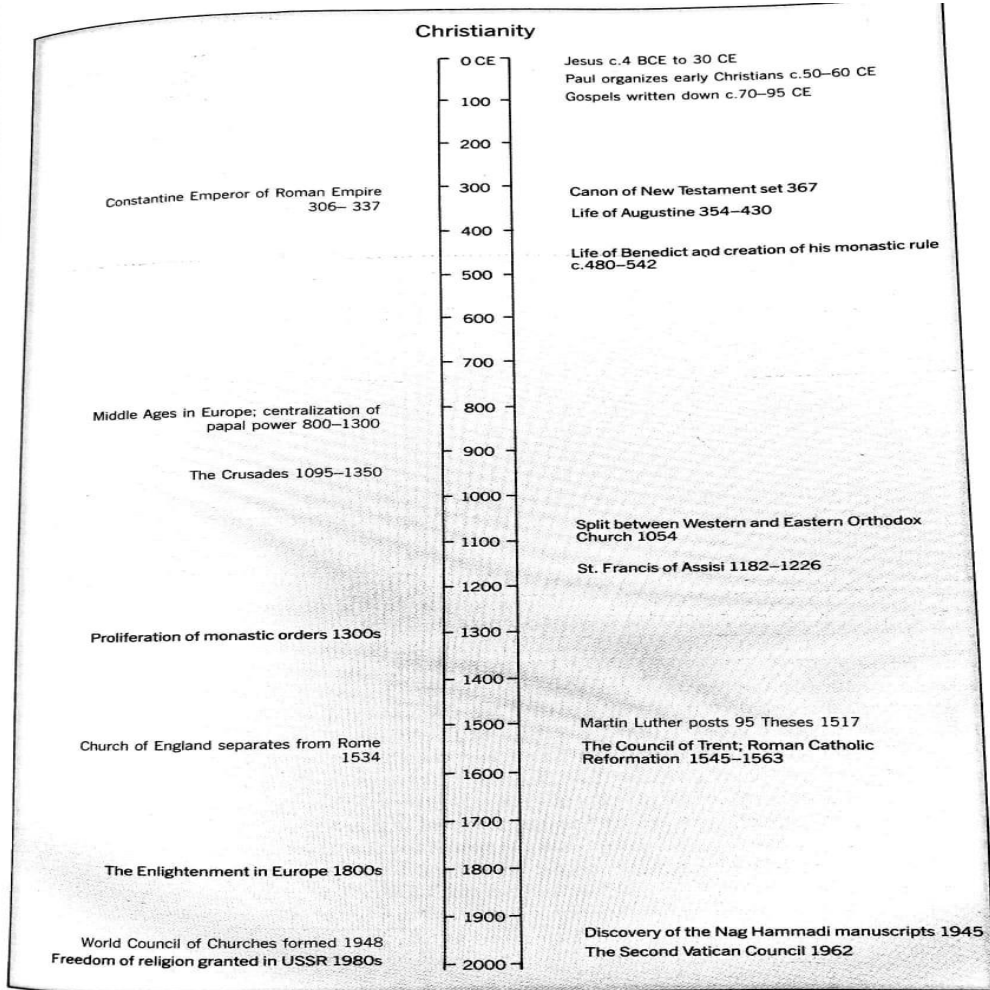 Christianity
0 CE
Jesus c.4 BCE to 30 CE
Paul organizes early Christians c.50–60 CE
Gospels written down c.70–95 CE
100
200
Constantine Emperor of Roman Empire
306– 337
300
Canon of New Testament set 367
Life of Augustine 354–430
400
Life of Benedict and creation of his monastic rule
c.480–542
500
600
700
Middle Ages in Europe; centralization of
papal power 800–1300
800
900
The Crusades 1095–1350
1000
Split between Western and Eastern Orthodox
Church 1054
1100
St. Francis of Assisi 1182–1226
1200
Proliferation of monastic orders 1300s
1300
1400
1500
Martin Luther posts 95 Theses 1517
Church of England separates from Rome
1534
The Council of Trent; Roman Catholic
Reformation 1545–1563
1600
1700
The Enlightenment in Europe 1800s
1800
1900
Discovery of the Nag Hammadi manuscripts 1945
World Council of Churches formed 1948
The Second Vatican Council 1962
Freedom of religion granted in USSR 1980s
2000